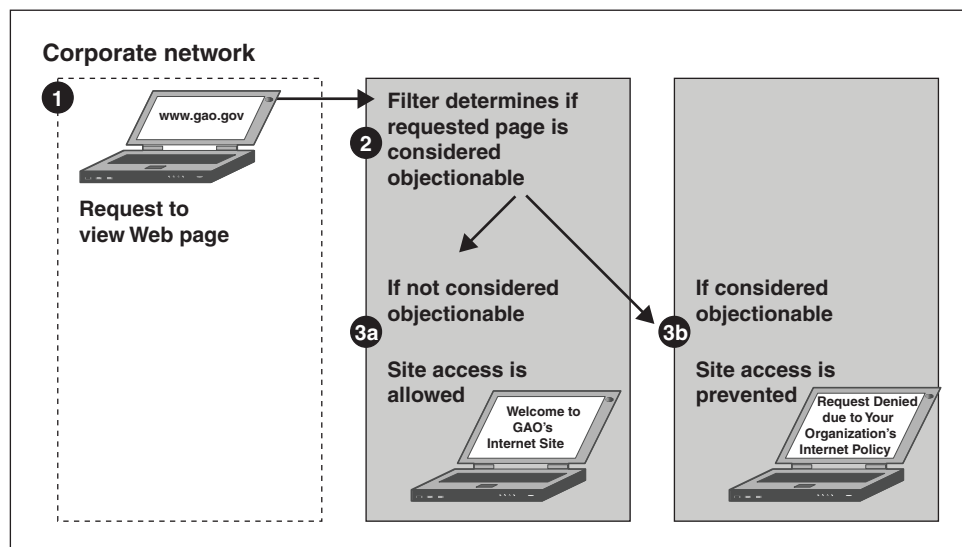 Corporate network
1
www.gao.gov
Request to
view Web page
2
Filter determines if
requested page is
considered
objectionable
3a
If not considered
objectionable
Site access is
allowed
Welcome to
GAO's
Internet Site
3b
If considered
objectionable
Site access is
prevented
Request Denied
due to Your
Organization's
Internet Policy